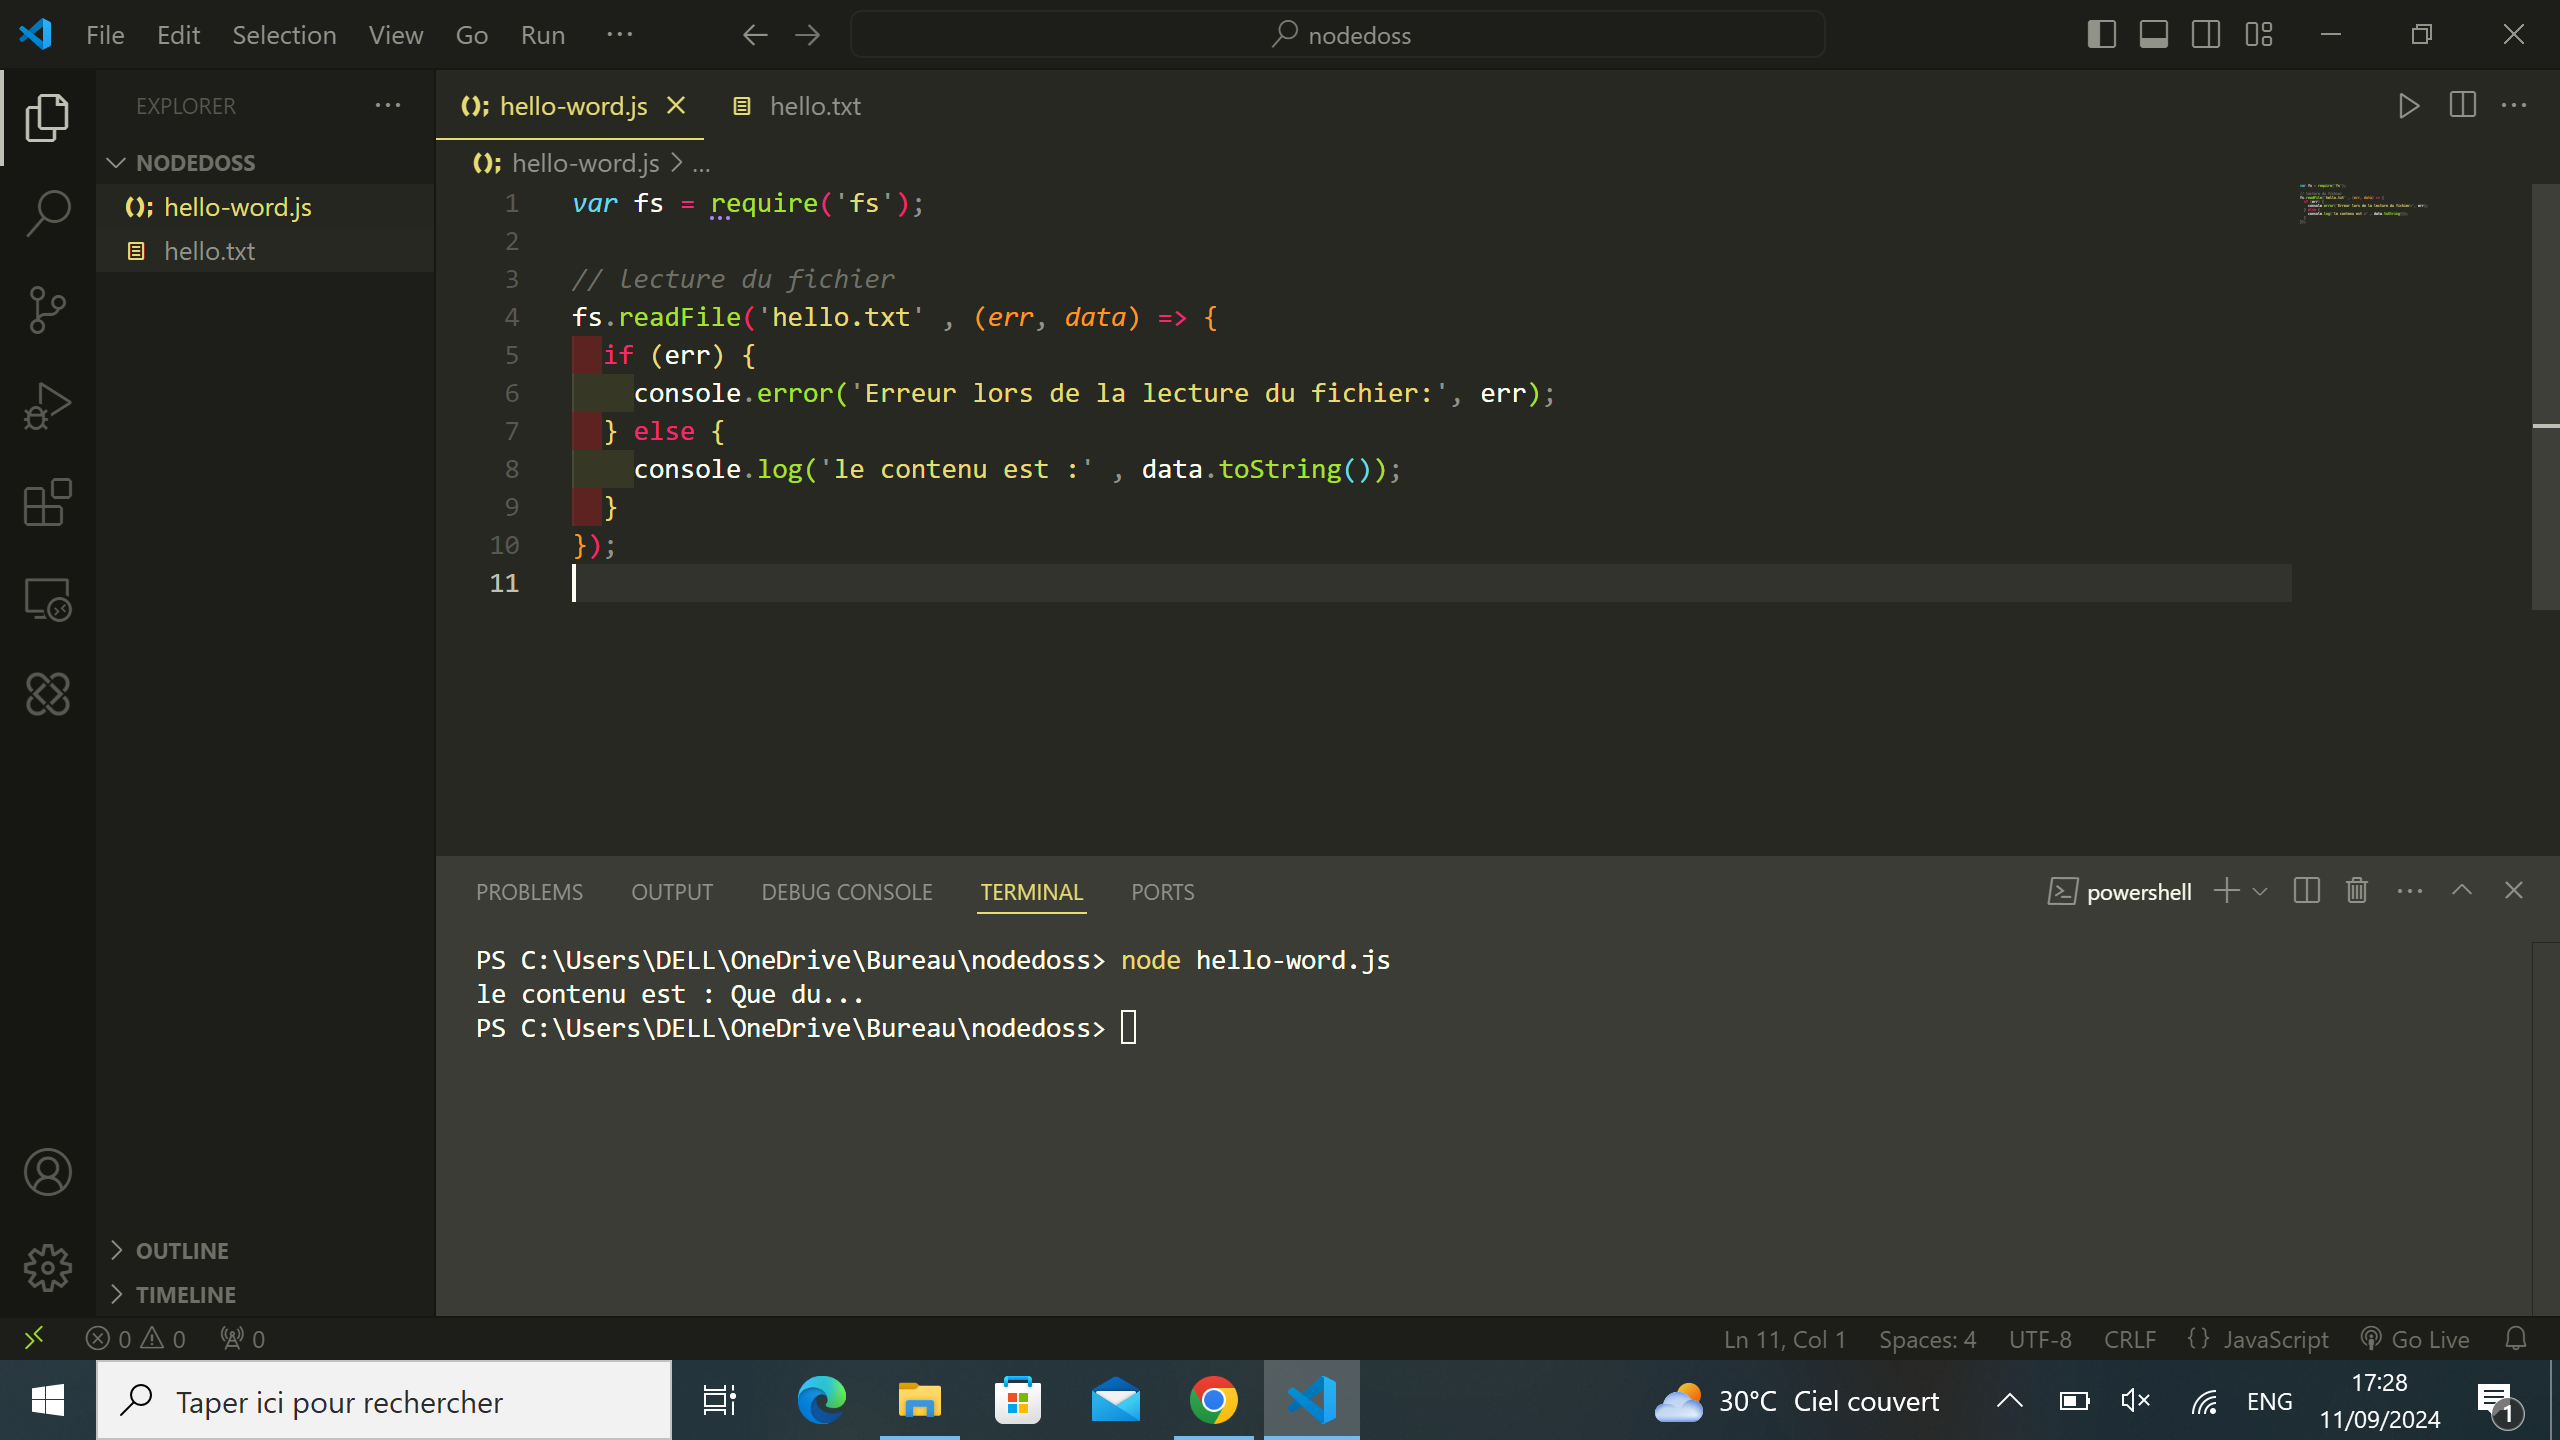 File Edit Selection View Go Run ···
nodedoss
EXPLORER ···
NODEDOSS
hello-word.js
hello.txt
OUTLINE
TIMELINE
hello-word.js hello.txt
hello-word.js > ...
1 var fs = require('fs');
2
3 // lecture du fichier
4 fs.readFile('hello.txt' , (err, data) => {
5 if (err) {
6 console.error('Erreur lors de la lecture du fichier:', err);
7 } else {
8 console.log('le contenu est :' , data.toString());
9 }
10 });
11
PROBLEMS OUTPUT DEBUG CONSOLE TERMINAL PORTS
powershell
PS C:\Users\DELL\OneDrive\Bureau\nodedoss> node hello-word.js
le contenu est : Que du...
PS C:\Users\DELL\OneDrive\Bureau\nodedoss>
0 0 0
Ln 11, Col 1 Spaces: 4 UTF-8 CRLF {} JavaScript Go Live
Taper ici pour rechercher
30°C Ciel couvert
ENG
17:28
11/09/2024
1